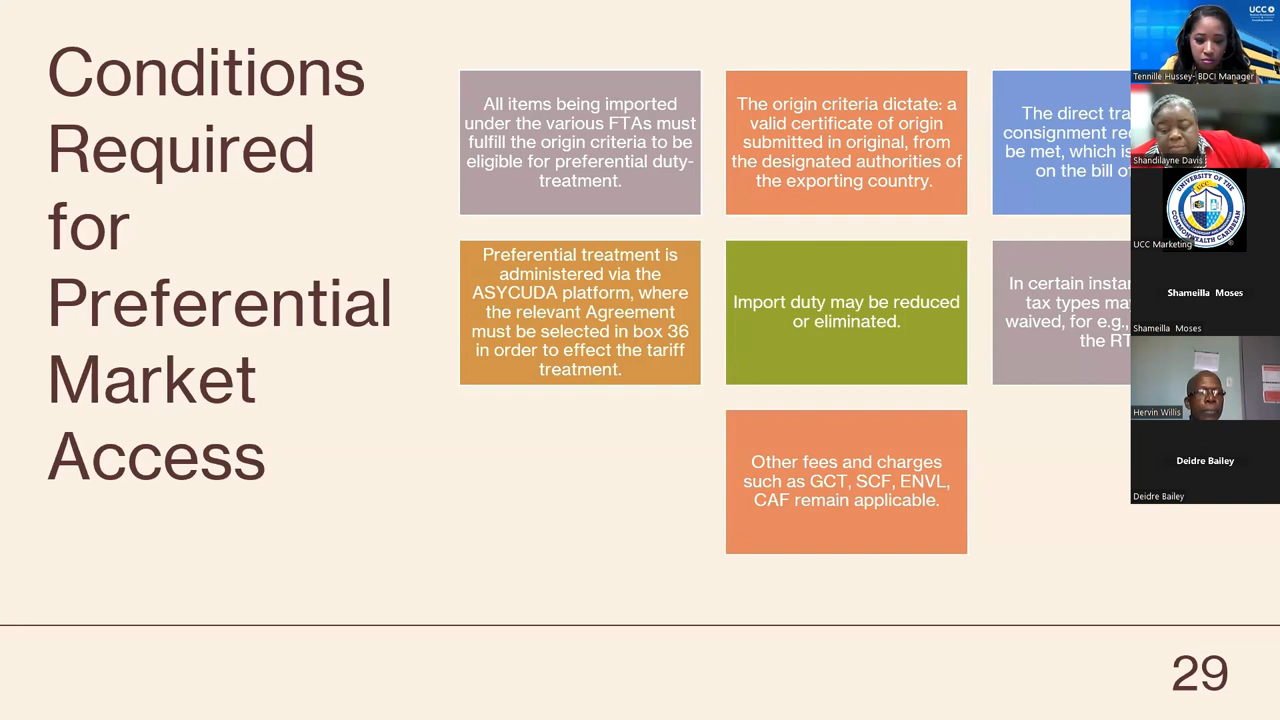 Conditions
Required
for
Preferential
Market
Access
All items being imported
under the various FTAs must
fulfill the origin criteria to be
eligible for preferential duty-
treatment.
The origin criteria dictate: a
valid certificate of origin
submitted in original, from
the designated authorities of
the exporting country.
The direct tra
consignment re
be met, which is
on the bill of
Preferential treatment is
administered via the
ASYCUDA platform, where
the relevant Agreement
must be selected in box 36
in order to effect the tariff
treatment.
Import duty may be reduced
or eliminated.
In certain instan
tax types ma
waived, for e.g.,
the RT
Other fees and charges
such as GCT, SCF, ENVL,
CAF remain applicable.
29
UCC
Tennille Hussey- BDCI Manager
Shandilayne Davis
UNIVERSITY OF THE
COMMONWEALTH CARIBBEAN
UCC Marketing
Shameilla Moses
Shameilla Moses
Hervin Willis
Deidre Bailey
Deidre Bailey